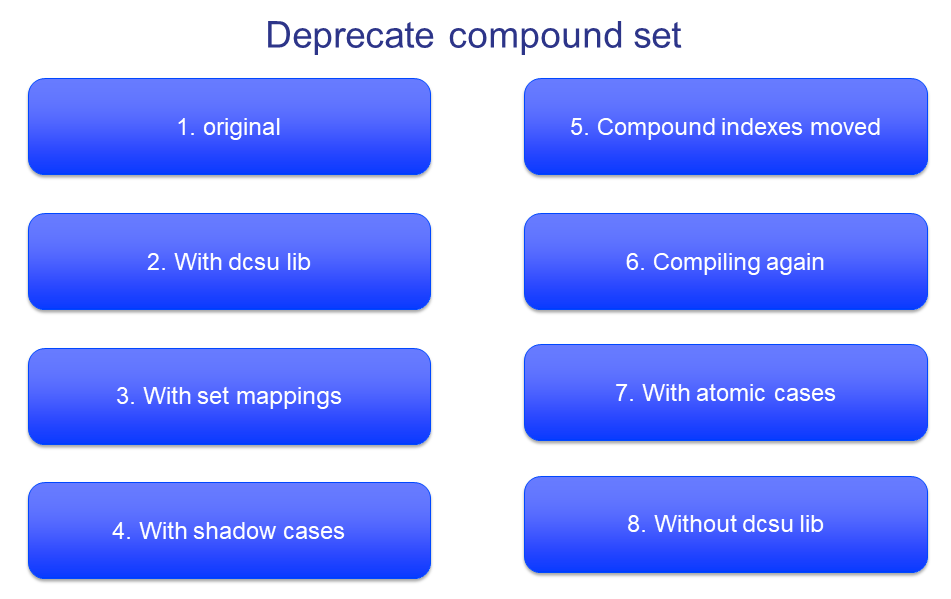 Deprecate compound set
1. original
2. With dcsu lib
3. With set mappings
4. With shadow cases
5. Compound indexes moved
6. Compiling again
7. With atomic cases
8. Without dcsu lib